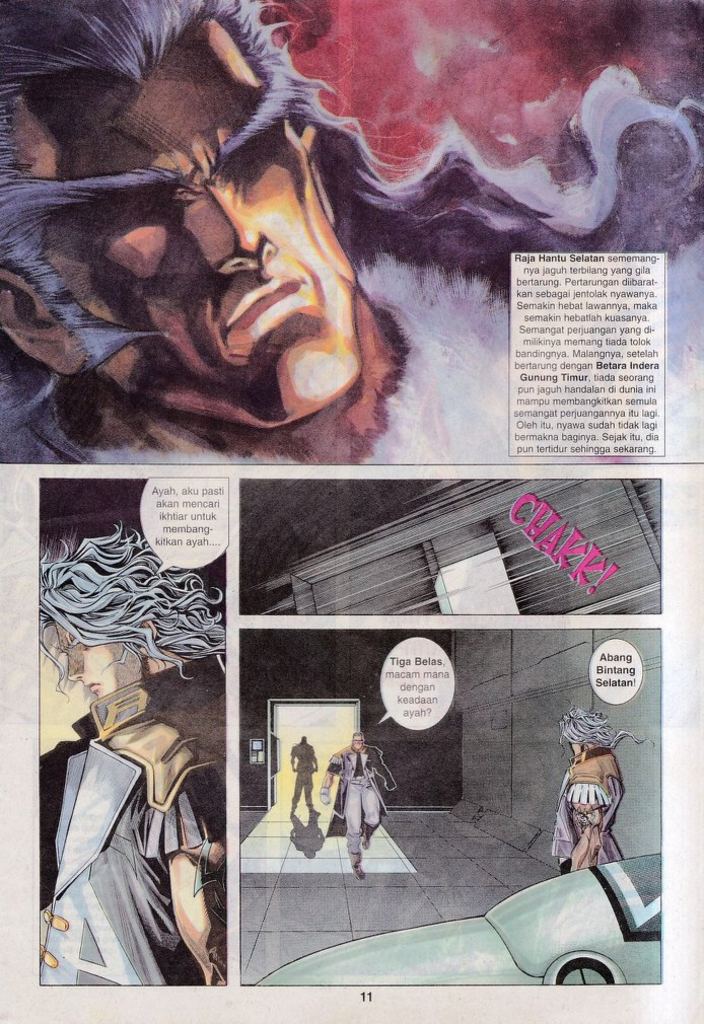 Raja Hantu Selatan sememang-
nya jaguh terbilang yang gila
bertarung. Pertarungan diibarat-
kan sebagai jentolak nyawanya.
Semakin hebat lawannya, maka
semakin hebatlah kuasanya.
Semangat perjuangan yang di-
milikinya memang tiada tolok
bandingnya. Malangnya, setelah
bertarung dengan Betara Indera
Gunung Timur, tiada seorang
pun jaguh handalan di dunia ini
mampu membangkitkan semula
semangat perjuangannya itu lagi.
Oleh itu, nyawa sudah tidak lagi
bermakna baginya. Sejak itu, dia
pun tertidur sehingga sekarang.
Ayah, aku pasti
akan mencari
ikhtiar untuk
membang-
kitkan ayah....
CHAKK!
Tiga Belas,
macam mana
dengan
keadaan
ayah?
Abang
Bintang
Selatan!
11